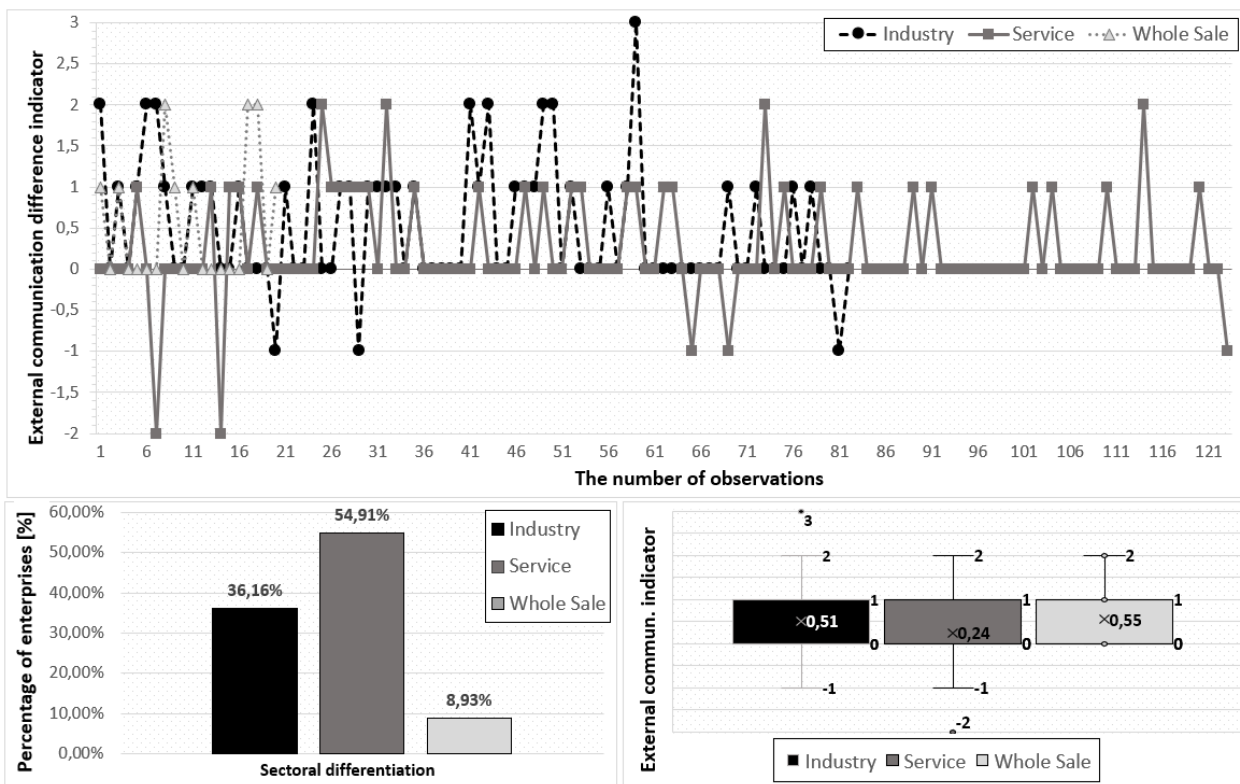 External communication difference indicator
3
2,5
2
1,5
1
0,5
0
-0,5
-1
-1,5
-2
Industry Service Whole Sale
1 6 11 16 21 26 31 36 41 46 51 56 61 66 71 76 81 86 91 96 101 106 111 116 121
The number of observations
Percentage of enterprises [%]
60,00%
50,00%
40,00%
30,00%
20,00%
10,00%
0,00%
36,16%
54,91%
8,93%
Industry
Service
Whole Sale
Sectoral differentiation
External commun. indicator
3
2 2 2
1 1 1
0,51 0,24 0,55
0 0 0
-1 -1
-2
Industry Service Whole Sale